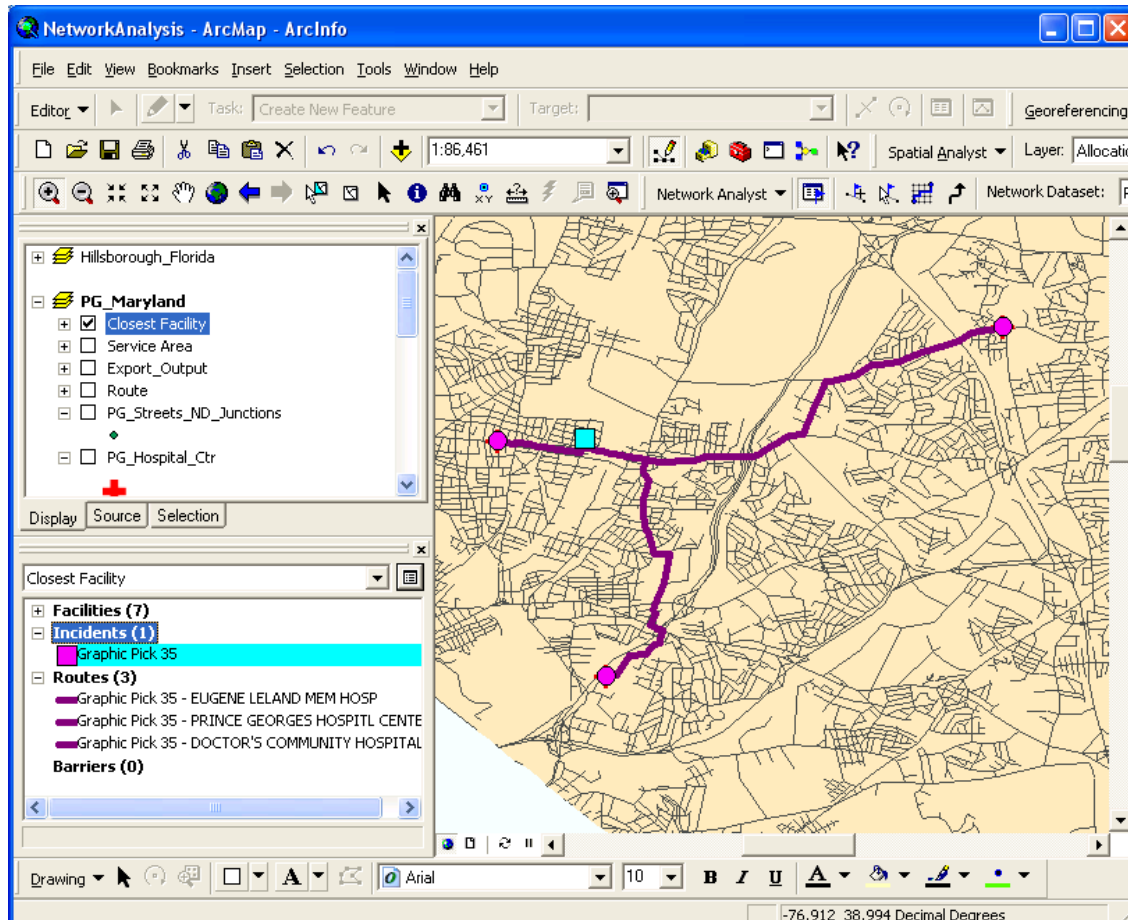 NetworkAnalysis - ArcMap - ArcInfo
File Edit View Bookmarks Insert Selection Tools Window Help
Editor Task: Create New Feature Target: Georeferencing
1:86,461 Spatial Analyst Layer: Allocatio
XY Network Analyst Network Dataset: P
Hillsborough_Florida
PG_Maryland
Closest Facility
Service Area
Export_Output
Route
PG_Streets_ND_Junctions
PG_Hospital_Ctr
Display Source Selection
Closest Facility
Facilities (7)
Incidents (1)
Graphic Pick 35
Routes (3)
Graphic Pick 35 - EUGENE LELAND MEM HOSP
Graphic Pick 35 - PRINCE GEORGES HOSPITL CENTE
Graphic Pick 35 - DOCTOR'S COMMUNITY HOSPITAL
Barriers (0)
Drawing A Arial 10 B I U A
-76.912 38.994 Decimal Degrees